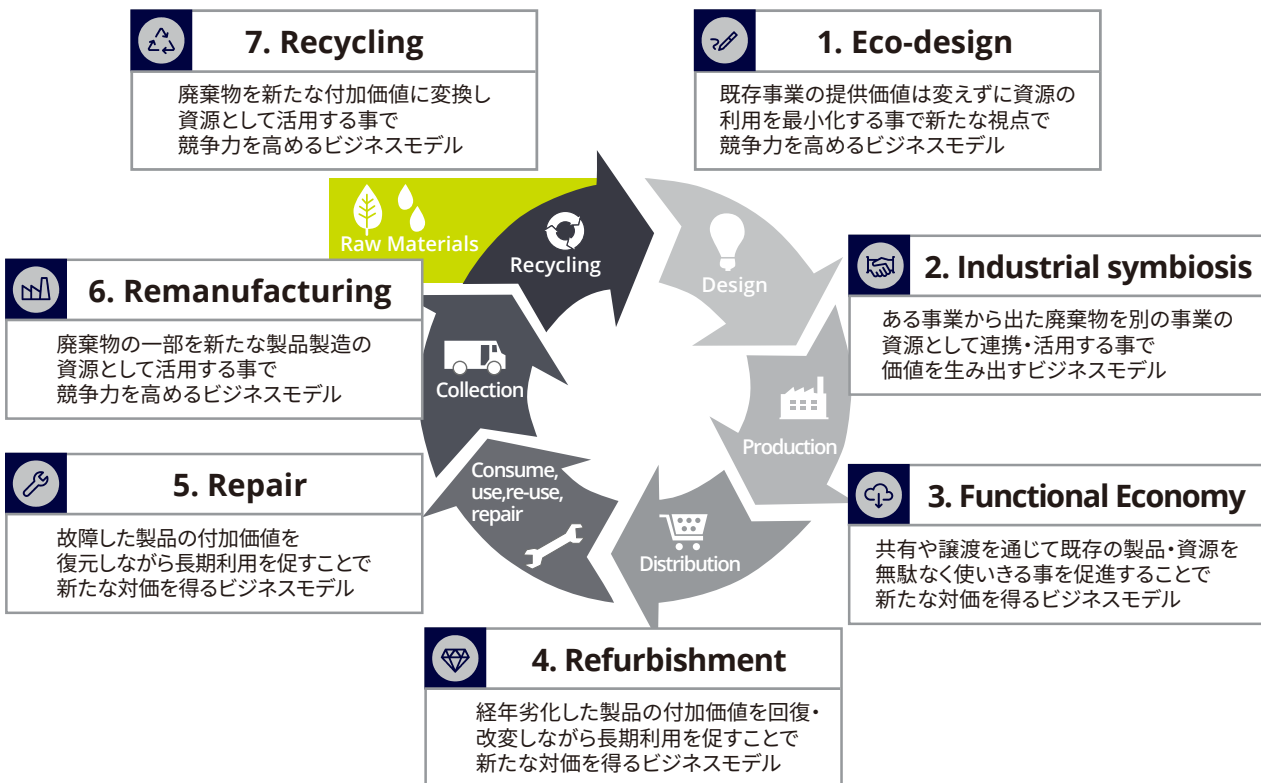 7. Recycling
廃棄物を新たな付加価値に変換し
資源として活用する事で
競争力を高めるビジネスモデル
1. Eco-design
既存事業の提供価値は変えずに資源の
利用を最小化する事で新たな視点で
競争力を高めるビジネスモデル
Raw Materials
Recycling
Design
2. Industrial symbiosis
ある事業から出た廃棄物を別の事業の
資源として連携・活用する事で
価値を生み出すビジネスモデル
6. Remanufacturing
廃棄物の一部を新たな製品製造の
資源として活用する事で
競争力を高めるビジネスモデル
Collection
Production
5. Repair
故障した製品の付加価値を
復元しながら長期利用を促すことで
新たな対価を得るビジネスモデル
Consume,
use,re-use,
repair
Distribution
3. Functional Economy
共有や譲渡を通じて既存の製品・資源を
無駄なく使いきる事を促進することで
新たな対価を得るビジネスモデル
4. Refurbishment
経年劣化した製品の付加価値を回復・
改変しながら長期利用を促すことで
新たな対価を得るビジネスモデル